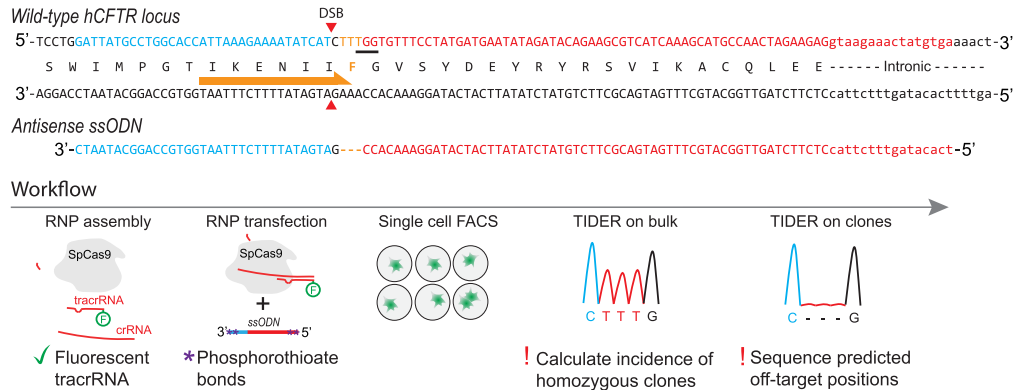 Wild-type hCFTR locus
DSB
5'-TCCTGGATTATGCCTGGCACCATTAAAGAAAATATCATCTTTGGTGTTTCCTATGATGAATATAGATACAGAAGCGTCATCAAAGCATGCCAACTAGAAGAGgtaagaaactatgtgaaaact-3'
S W I M P G T I K E N I I F G V S Y D E Y R Y R S V I K A C Q L E E ------ Intronic ------
3'-AGGACCTAATACGGACCGTGGTAATTTCTTTTATAGTAGAAACCACAAAGGATACTACTTATATCTATGTCTTCGCAGTAGTTTCGTACGGTTGATCTTCTCcattctttgatacacttttga-5'
Antisense ssODN
3'-CTAATACGGACCGTGGTAATTTCTTTTATAGTAG---CCACAAAGGATACTACTTATATCTATGTCTTCGCAGTAGTTTCGTACGGTTGATCTTCTCcattctttgatacact-5'
Workflow
RNP assembly
RNP transfection
Single cell FACS
TIDER on bulk
TIDER on clones
SpCas9
SpCas9
tracrRNA
F
F
crRNA
+
ssODN
3'** **5'
C T T T G
C - - - G
✓ Fluorescent
tracrRNA
* Phosphorothioate
bonds
! Calculate incidence of
homozygous clones
! Sequence predicted
off-target positions